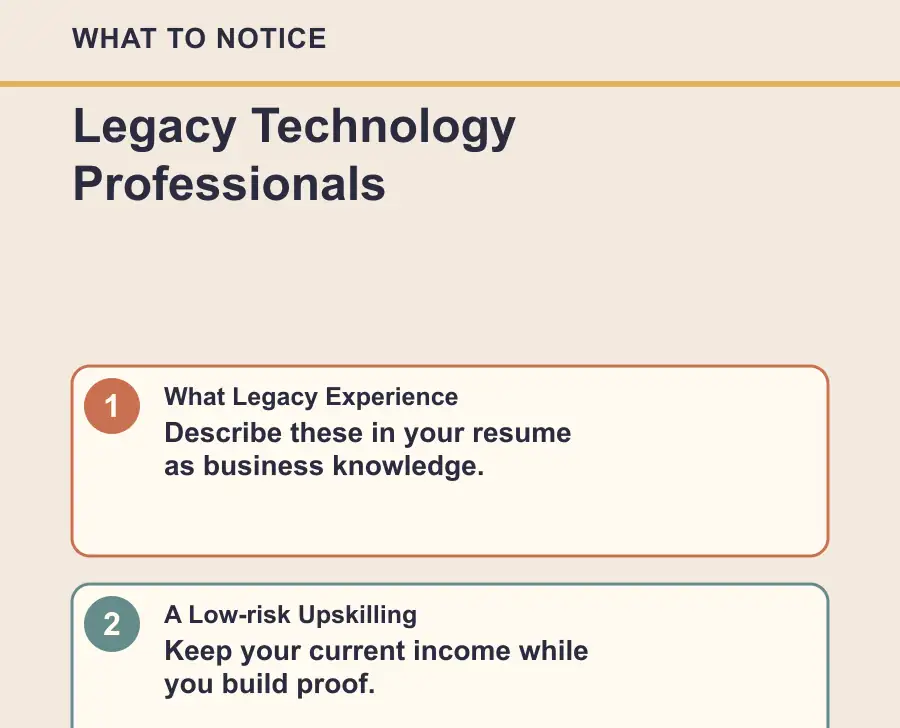 WHAT TO NOTICE
Legacy Technology
Professionals
1
What Legacy Experience
Describe these in your resume
as business knowledge.
2
A Low-risk Upskilling
Keep your current income while
you build proof.